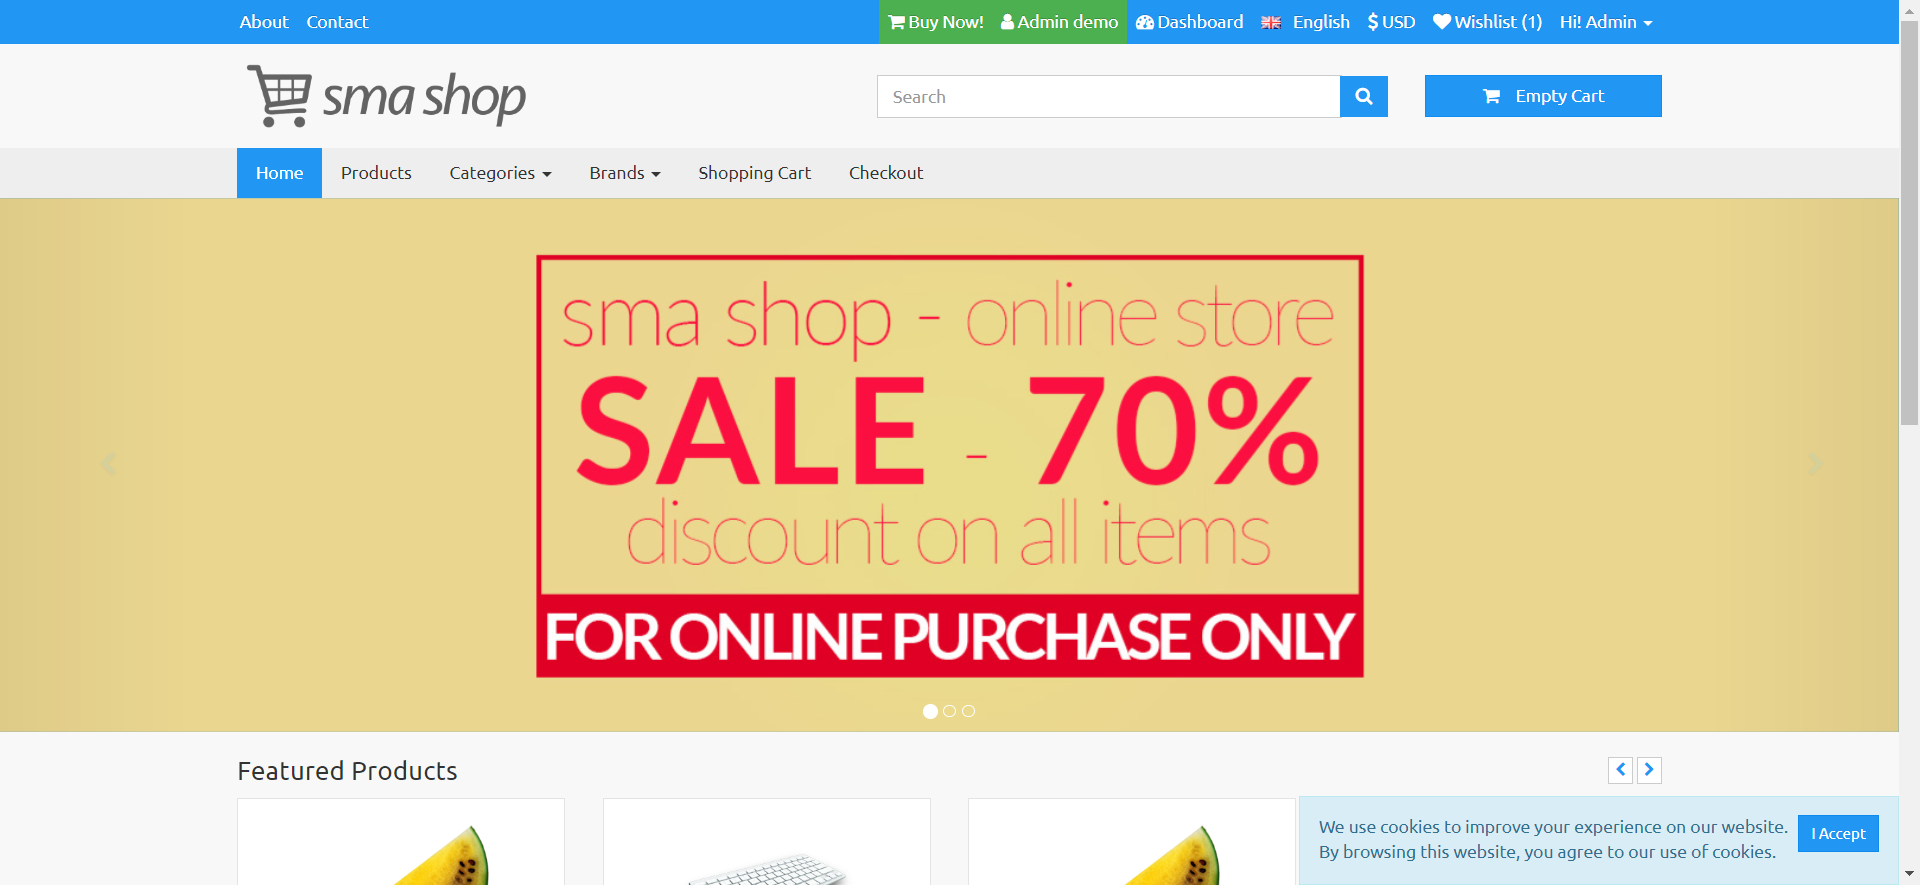 About Contact Buy Now! Admin demo Dashboard English $ USD Wishlist (1) Hi! Admin
sma shop
Search
Empty Cart
Home Products Categories Brands Shopping Cart Checkout
sma shop - online store
SALE - 70%
discount on all items
FOR ONLINE PURCHASE ONLY
Featured Products
We use cookies to improve your experience on our website.
By browsing this website, you agree to our use of cookies.
I Accept